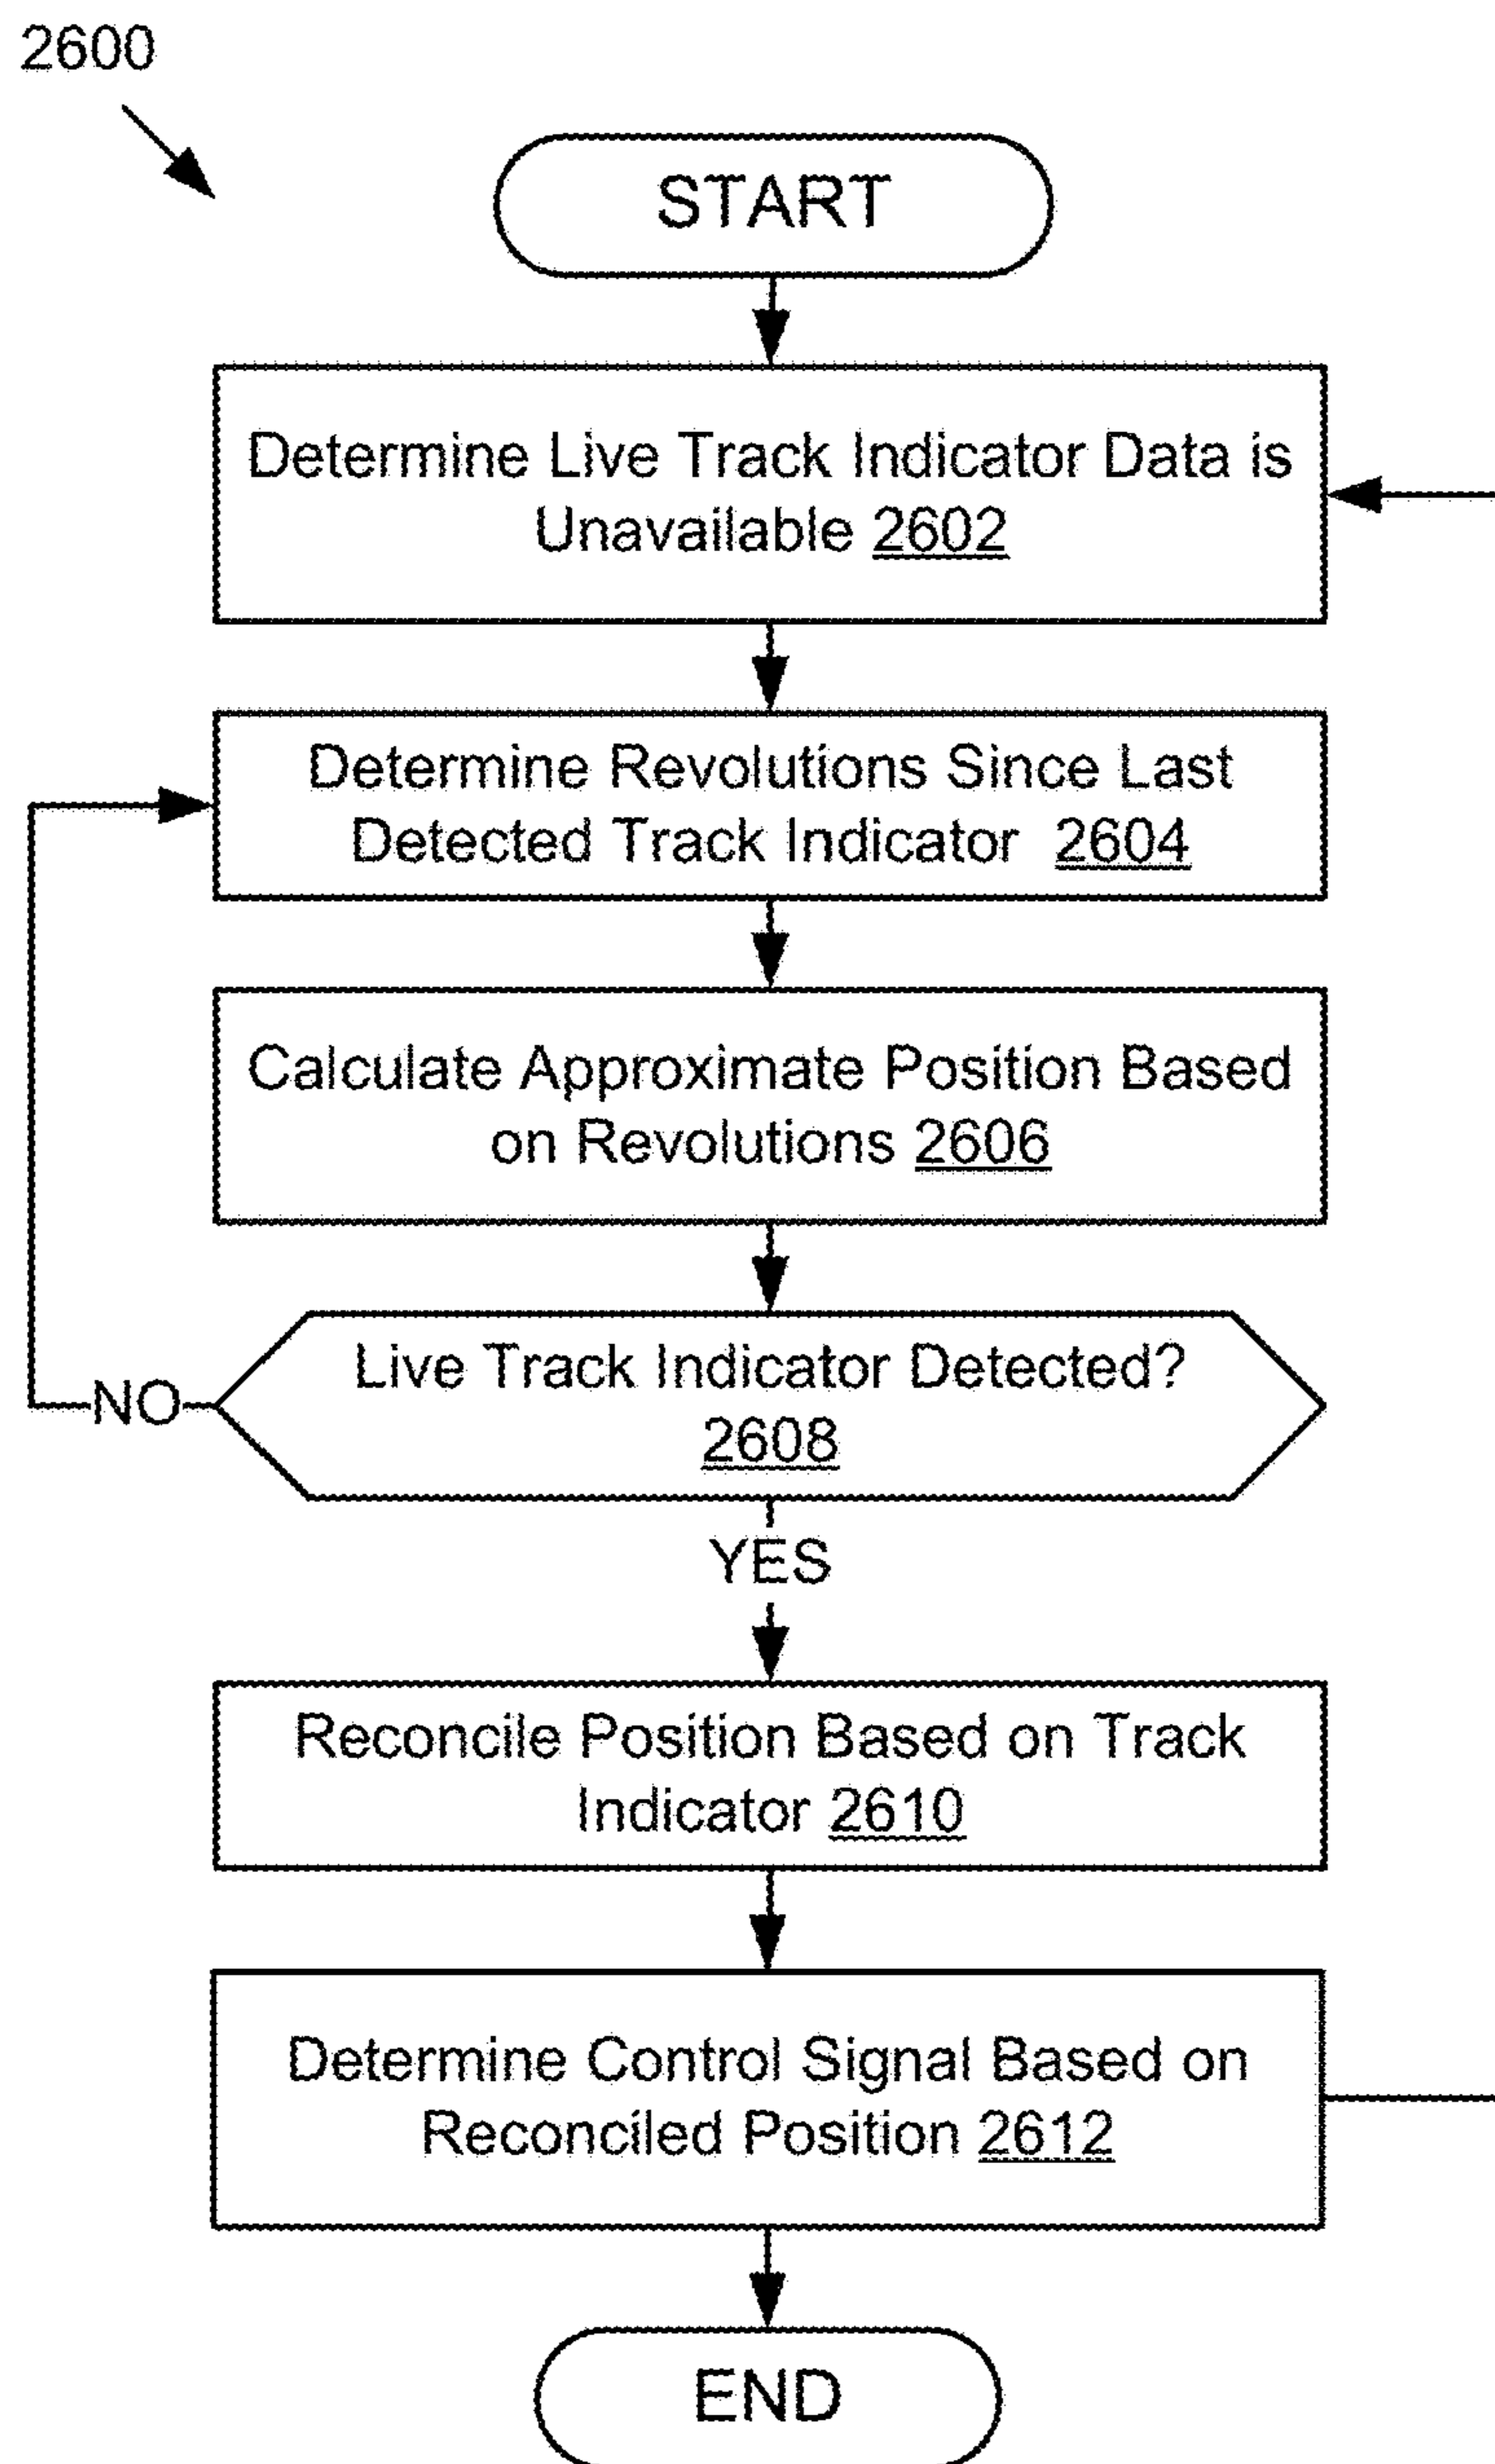 2600
START
Determine Live Track Indicator Data is
Unavailable 2602
Determine Revolutions Since Last
Detected Track Indicator 2604
Calculate Approximate Position Based
on Revolutions 2606
Live Track Indicator Detected?
2608
NO
YES
Reconcile Position Based on Track
Indicator 2610
Determine Control Signal Based on
Reconciled Position 2612
END